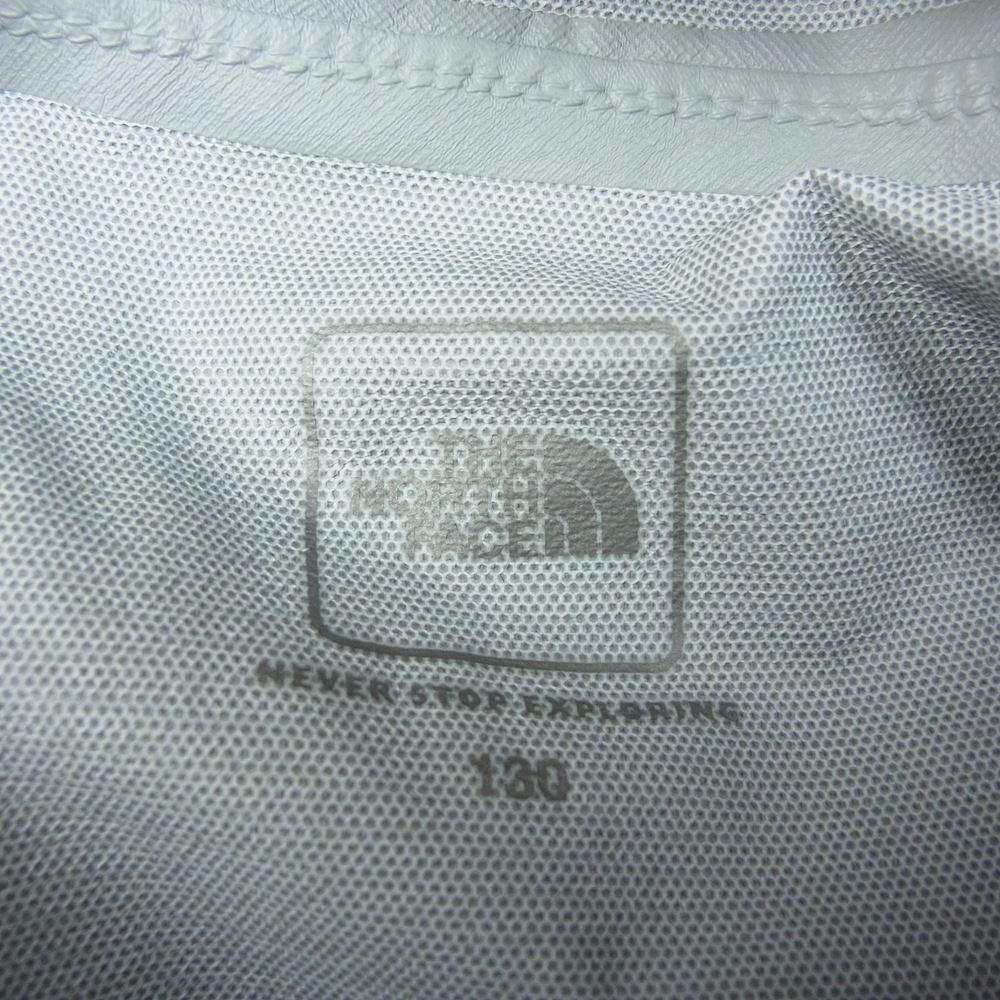 THE
NORTH
FACE
NEVER STOP EXPLORING
130